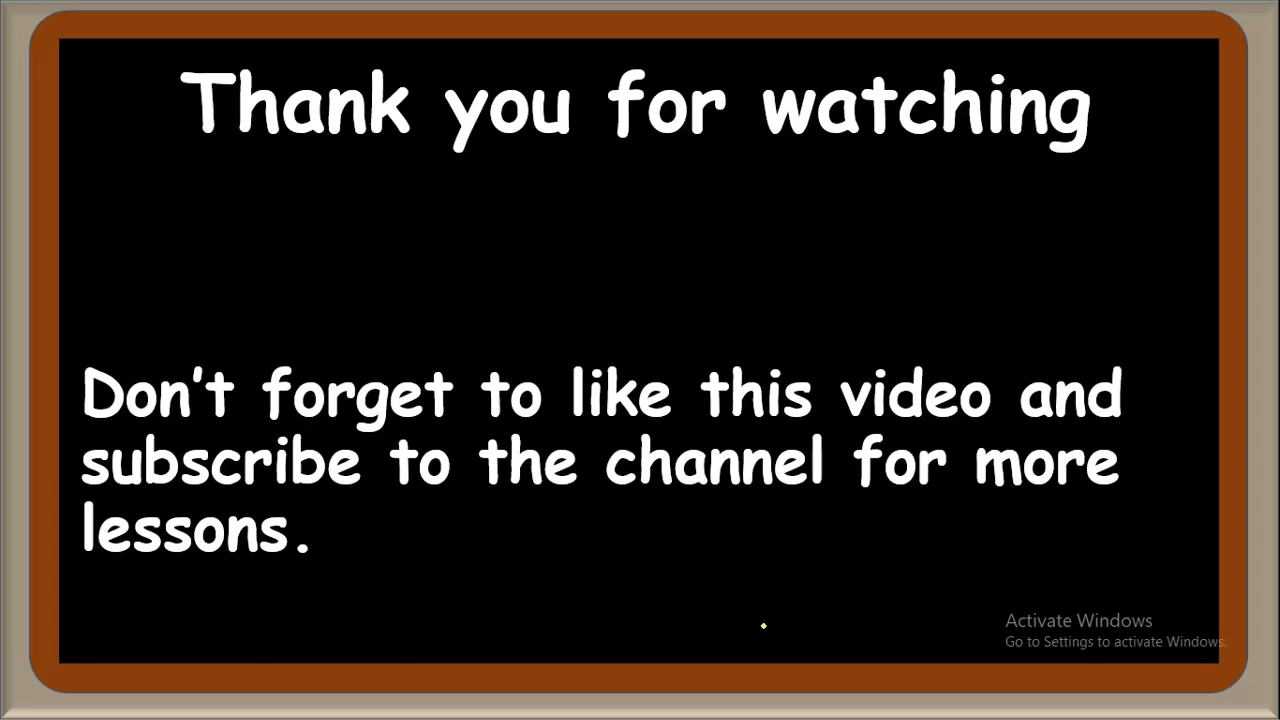 Thank you for watching
Don't forget to like this video and
subscribe to the channel for more
lessons.
Activate Windows
Go to Settings to activate Windows.